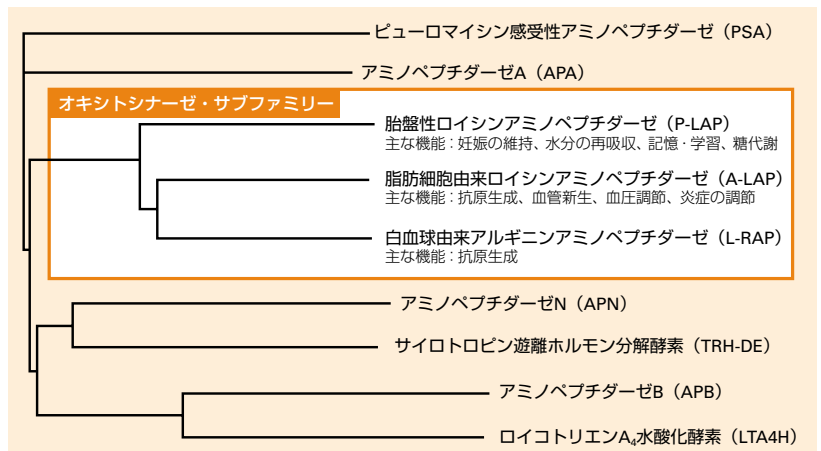 ピューロマイシン感受性アミノペプチダーゼ（PSA）
アミノペプチダーゼA（APA）
オキシトシナーゼ・サブファミリー
胎盤性ロイシンアミノペプチダーゼ（P-LAP）
主な機能：妊娠の維持、水分の再吸収、記憶・学習、糖代謝
脂肪細胞由来ロイシンアミノペプチダーゼ（A-LAP）
主な機能：抗原生成、血管新生、血圧調節、炎症の調節
白血球由来アルギニンアミノペプチダーゼ（L-RAP）
主な機能：抗原生成
アミノペプチダーゼN（APN）
サイロトロピン遊離ホルモン分解酵素（TRH-DE）
アミノペプチダーゼB（APB）
ロイコトリエンA₄水酸化酵素（LTA4H）